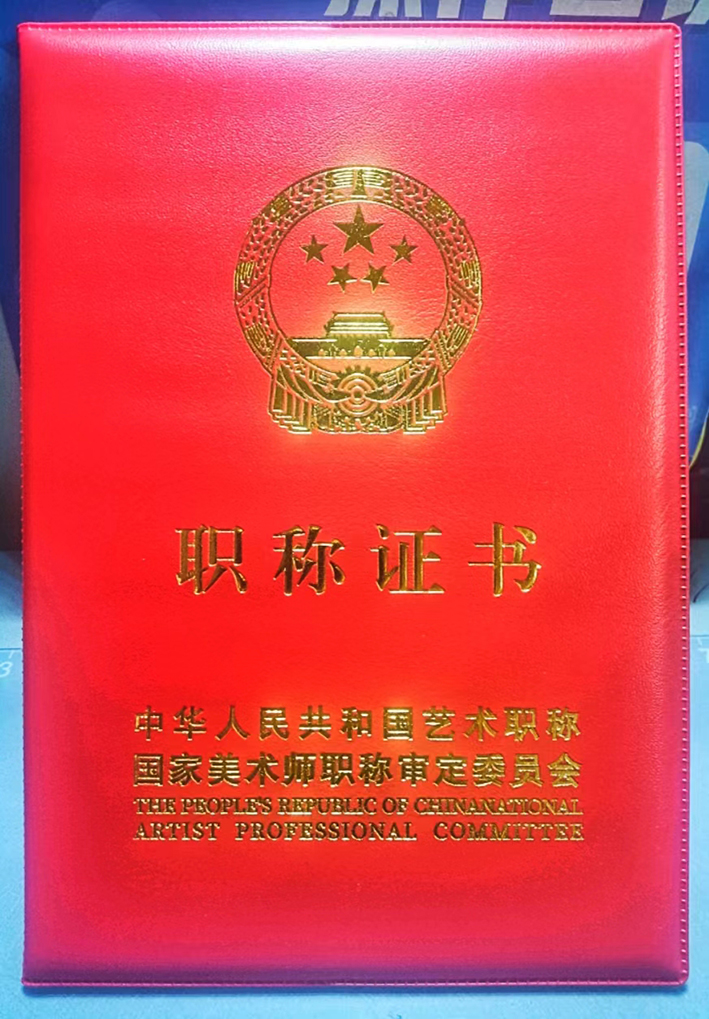 职称证书
中华人民共和国艺术职称
国家美术师职称审定委员会
THE PEOPLE'S REPUBLIC OF CHINANATIONAL
ARTIST PROFESSIONAL COMMITTEE